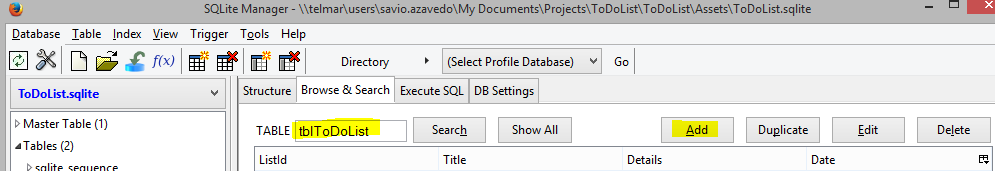 SQLite Manager - \\telmar\users\savio.azavedo\My Documents\Projects\ToDoList\ToDoList\Assets\ToDoList.sqlite
Database Table Index View Trigger Tools Help
f(x) Directory (Select Profile Database) Go
ToDoList.sqlite
Structure Browse & Search Execute SQL DB Settings
Master Table (1)
TABLE tblToDoList Search Show All Add Duplicate Edit Delete
Tables (2)
ListId Title Details Date
sqlite_sequence